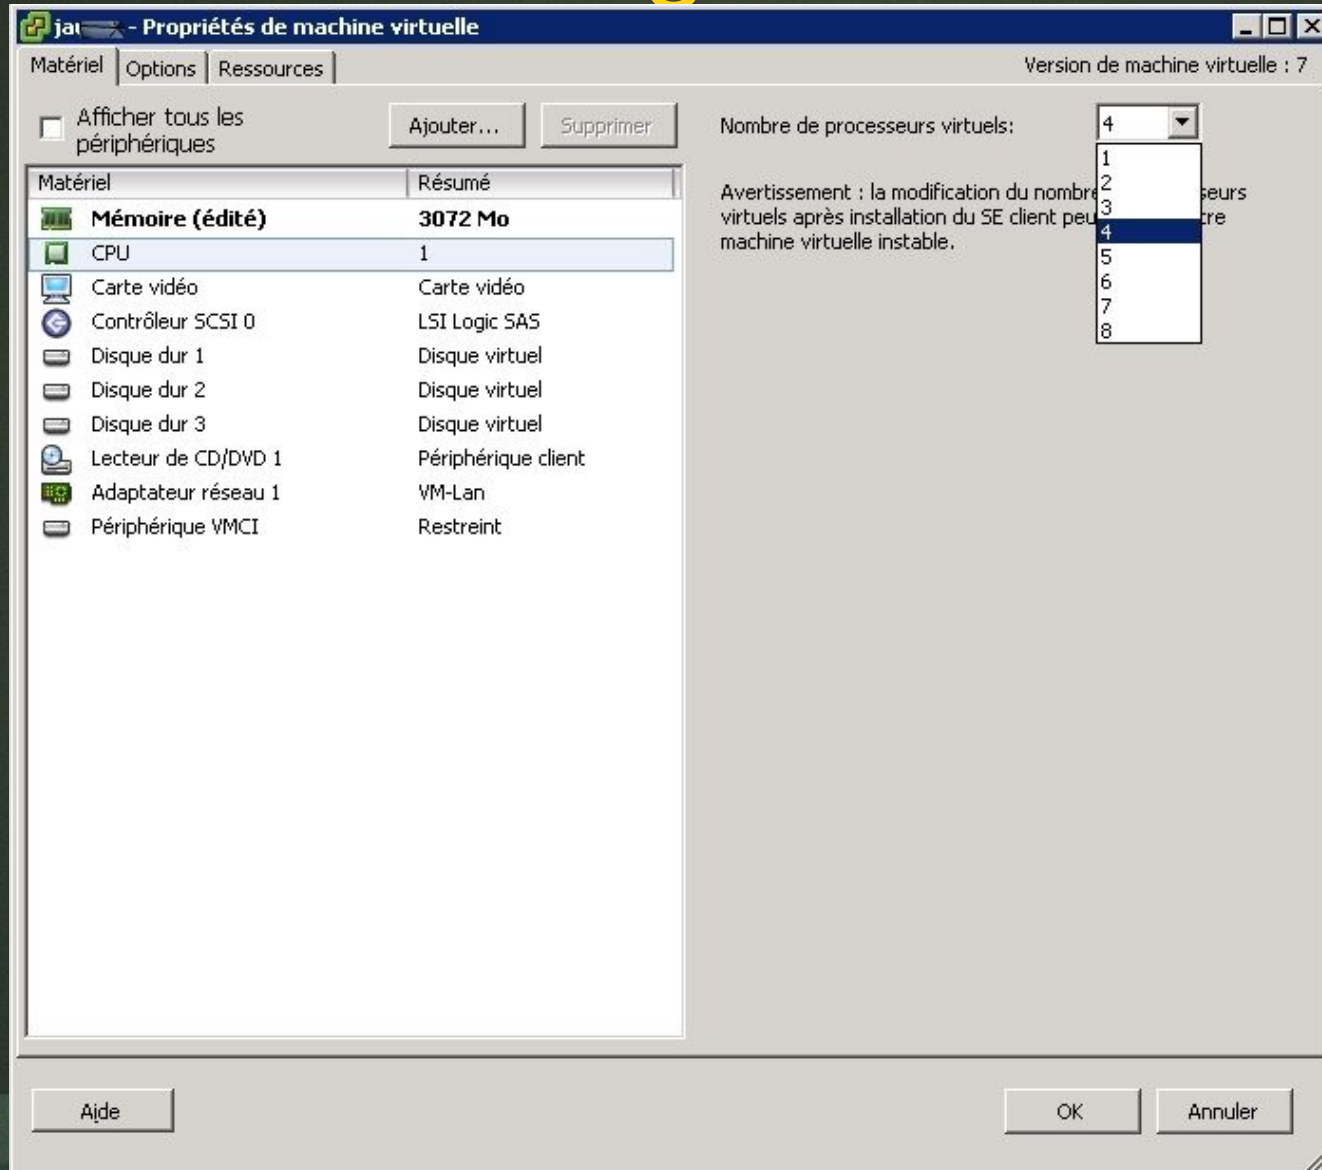 - Propriétés de machine virtuelle
Matériel
Options
Ressources
Version de machine virtuelle : 7
Afficher tous les
périphériques
Ajouter...
Supprimer
Matériel Résumé
Mémoire (édité) 3072 Mo
CPU 1
Carte vidéo Carte vidéo
Contrôleur SCSI 0 LSI Logic SAS
Disque dur 1 Disque virtuel
Disque dur 2 Disque virtuel
Disque dur 3 Disque virtuel
Lecteur de CD/DVD 1 Périphérique client
Adaptateur réseau 1 VM-Lan
Périphérique VMCI Restreint
Nombre de processeurs virtuels: 4
1
2
3
4
5
6
7
8
Avertissement : la modification du nombre
virtuels après installation du SE client
machine virtuelle instable.
Aide
OK
Annuler